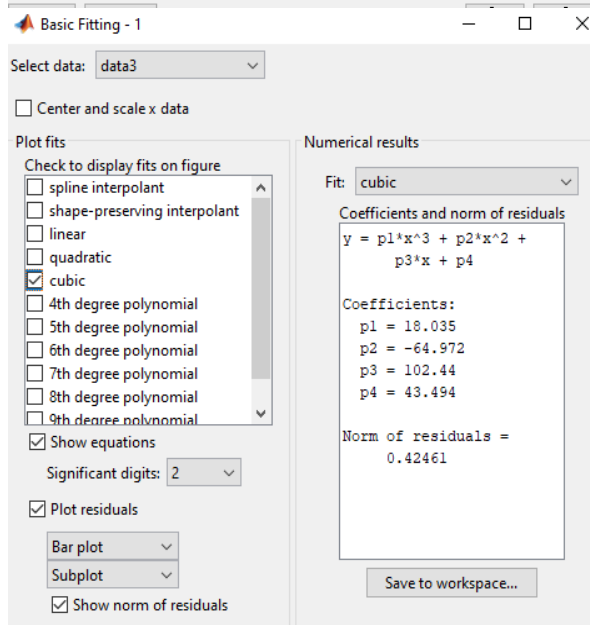 Basic Fitting - 1
Select data: data3
Center and scale x data
Plot fits
Check to display fits on figure
spline interpolant
shape-preserving interpolant
linear
quadratic
cubic
4th degree polynomial
5th degree polynomial
6th degree polynomial
7th degree polynomial
8th degree polynomial
9th degree polynomial
Show equations
Significant digits: 2
Plot residuals
Bar plot
Subplot
Show norm of residuals
Numerical results
Fit: cubic
Coefficients and norm of residuals
y = p1*x^3 + p2*x^2 +
p3*x + p4
Coefficients:
p1 = 18.035
p2 = -64.972
p3 = 102.44
p4 = 43.494
Norm of residuals =
0.42461
Save to workspace...